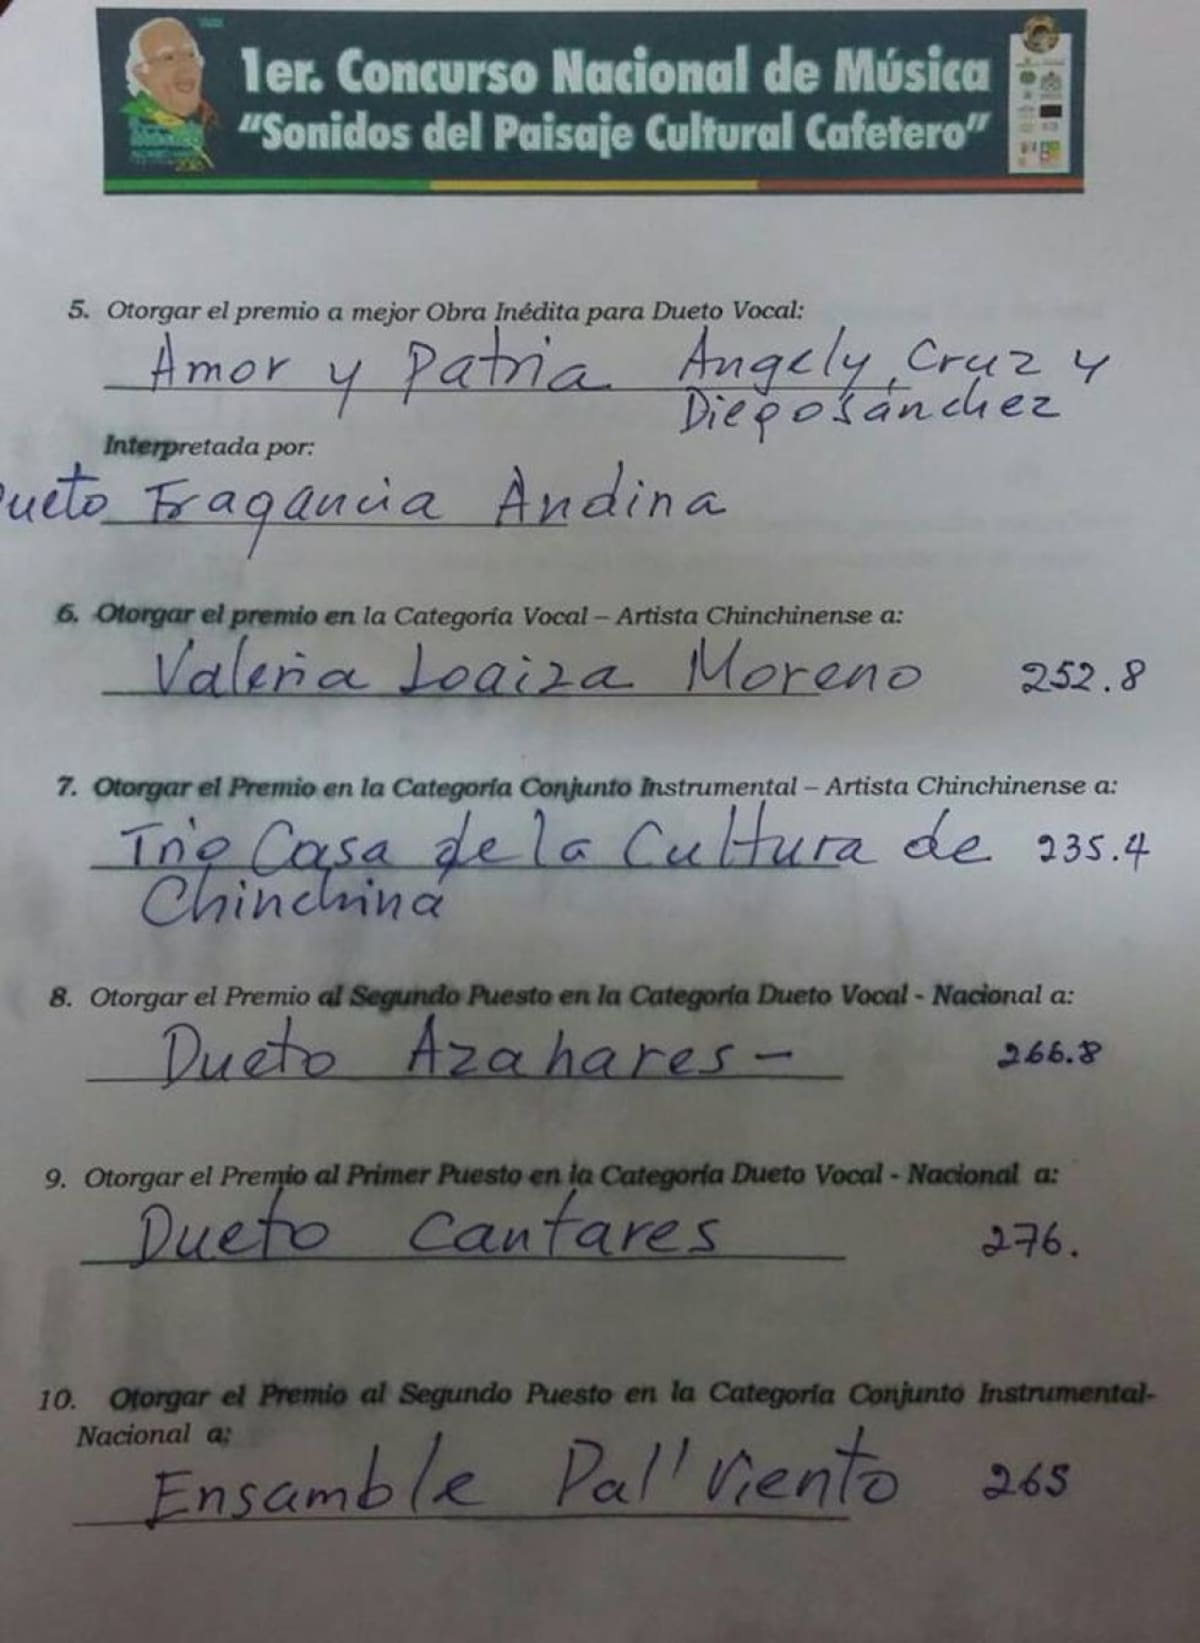 1er. Concurso Nacional de Música
"Sonidos del Paisaje Cultural Cafetero"
5. Otorgar el premio a mejor Obra Inédita para Dueto Vocal:
Amor y Patria Angely, Cruz y
Diego Sánchez
Interpretada por:
Dueto Fragancia Andina
6. Otorgar el premio en la Categoría Vocal – Artista Chinchinense a:
Valeria Loaiza Moreno 252.8
7. Otorgar el Premio en la Categoría Conjunto Instrumental – Artista Chinchinense a:
Trio Casa de la Cultura de 235.4
Chinchiná
8. Otorgar el Premio al Segundo Puesto en la Categoría Dueto Vocal - Nacional a:
Dueto Azahares – 266.8
9. Otorgar el Premio al Primer Puesto en la Categoría Dueto Vocal - Nacional a:
Dueto Cantares 276.
10. Otorgar el Premio al Segundo Puesto en la Categoría Conjunto Instrumental-
Nacional a:
Ensamble Pal' Viento 265